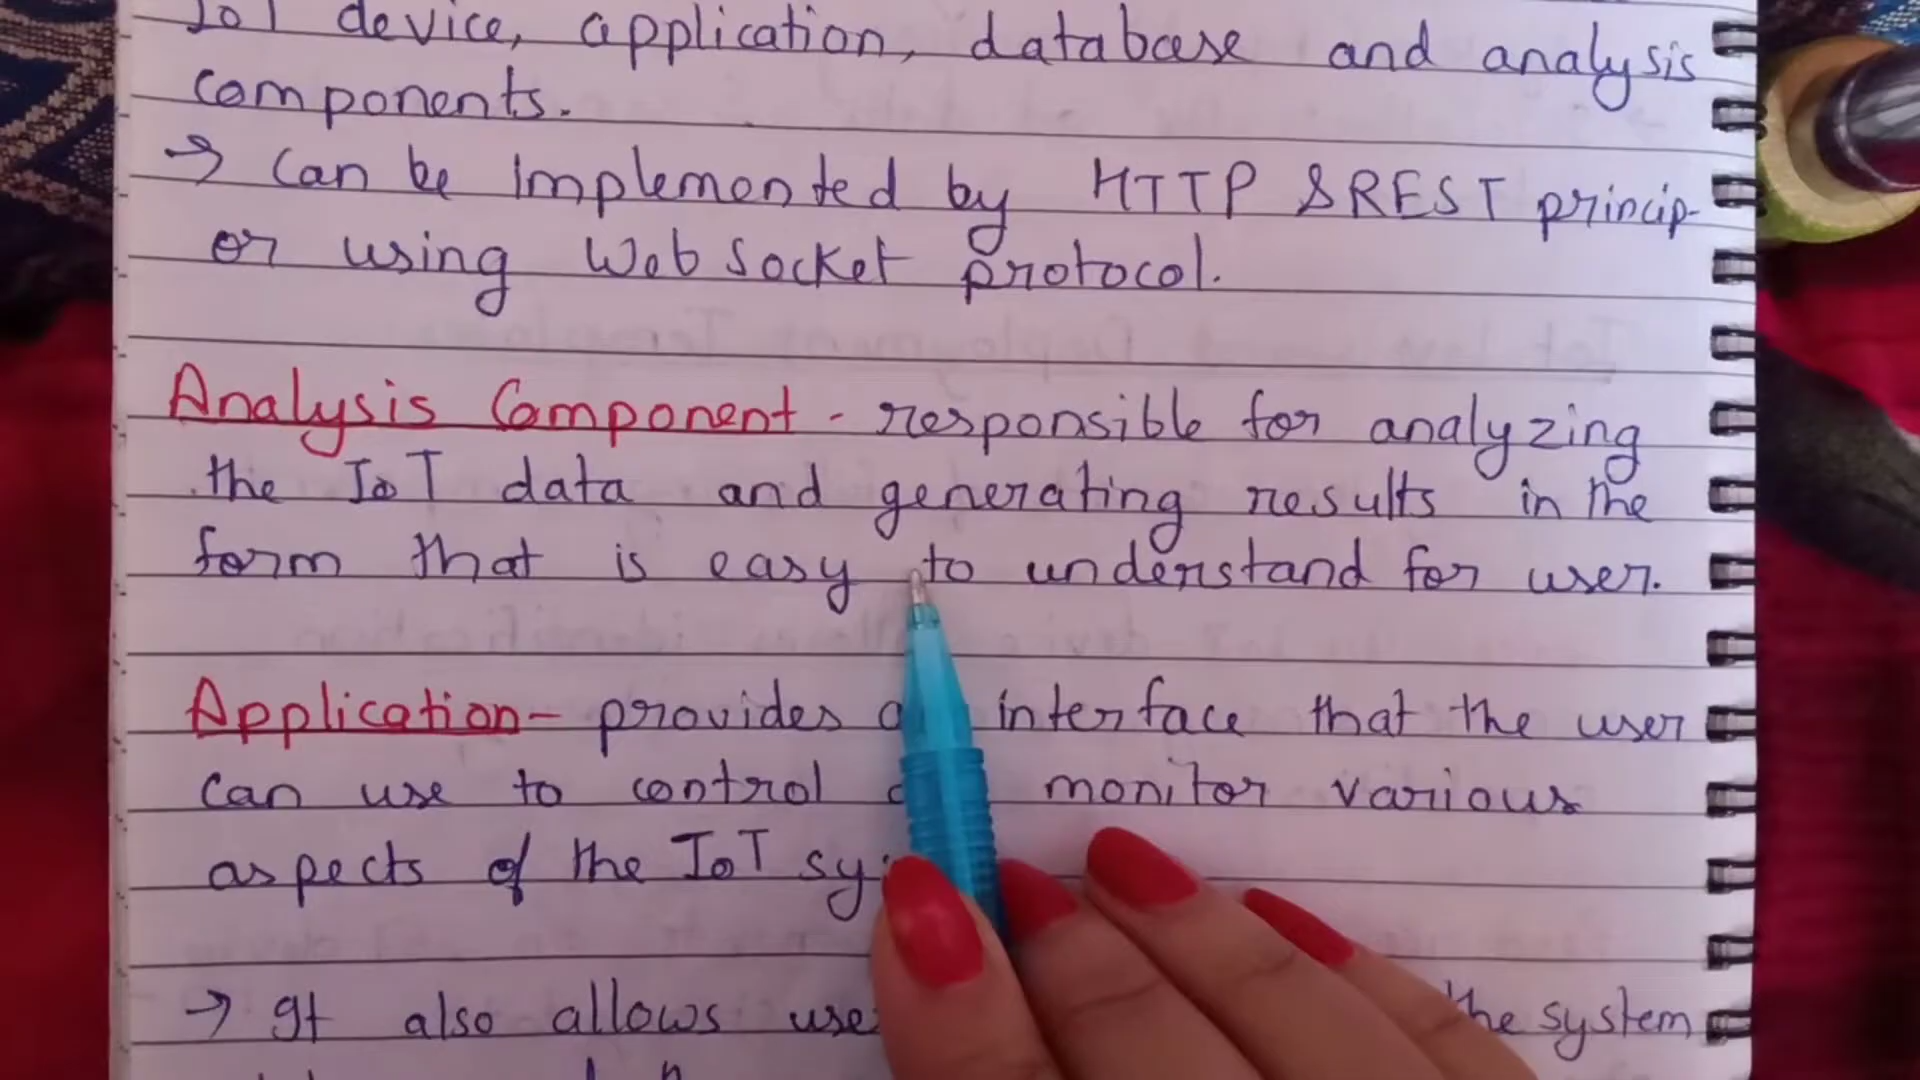 IoT device, application, database and analysis
components.
→ can be implemented by HTTP & REST princip-
or using WebSocket protocol.
Analysis Component - responsible for analyzing
the IoT data and generating results in the
form that is easy to understand for user.
Application - provides interface that the user
can use to control monitor various
aspects of the IoT sy
→ It also allows use the system